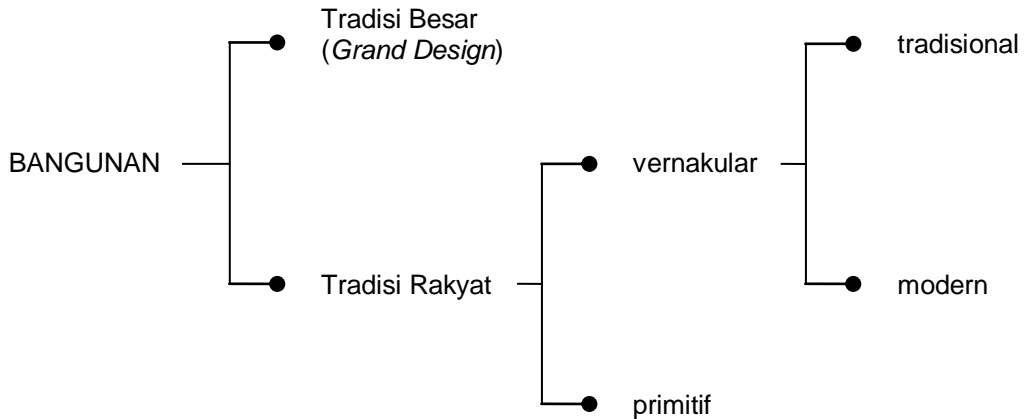 Tradisi Besar
(Grand Design)
tradisional
BANGUNAN
vernakular
Tradisi Rakyat
modern
primitif